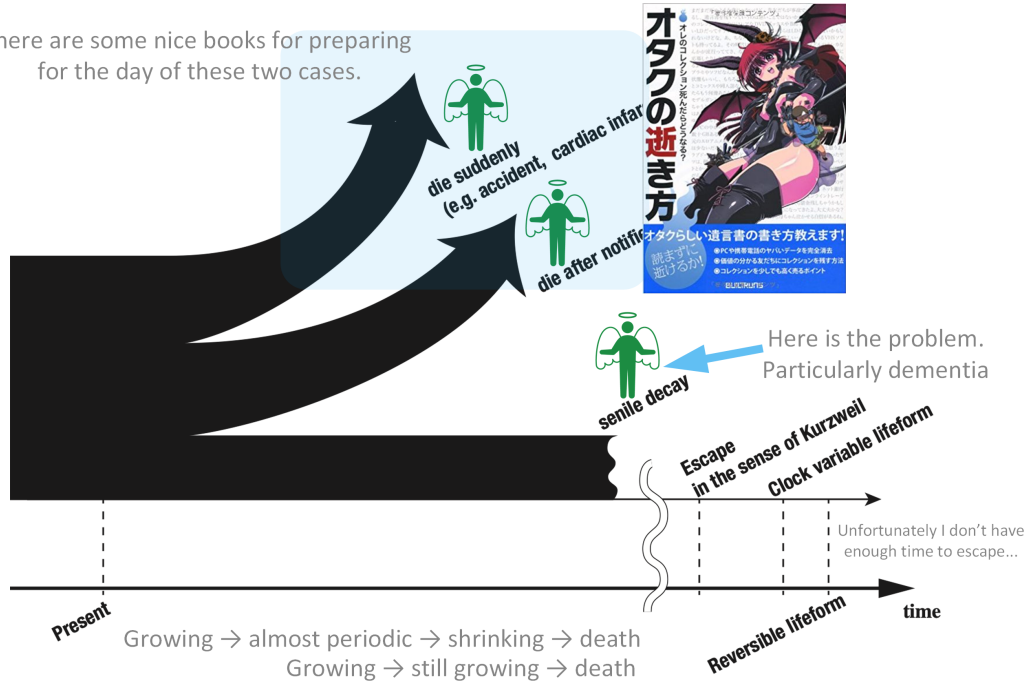 here are some nice books for preparing
for the day of these two cases.
die suddenly
(e.g. accident, cardiac infar
die after notific
オタクの逝き方
オレのコレクション死んだらどうなる?
オタクらしい遺言書の書き方教えます!
読まずに
逝けるか!
●PCや携帯電話のヤバいデータを完全消去
●価値の分かる友だちにコレクションを残す方法
●コレクションを少しでも高く売るポイント
Here is the problem.
Particularly dementia
senile decay
Escape
in the sense of Kurzweil
Clock variable lifeform
Unfortunately I don’t have
enough time to escape...
Present
time
Reversible lifeform
Growing → almost periodic → shrinking → death
Growing → still growing → death